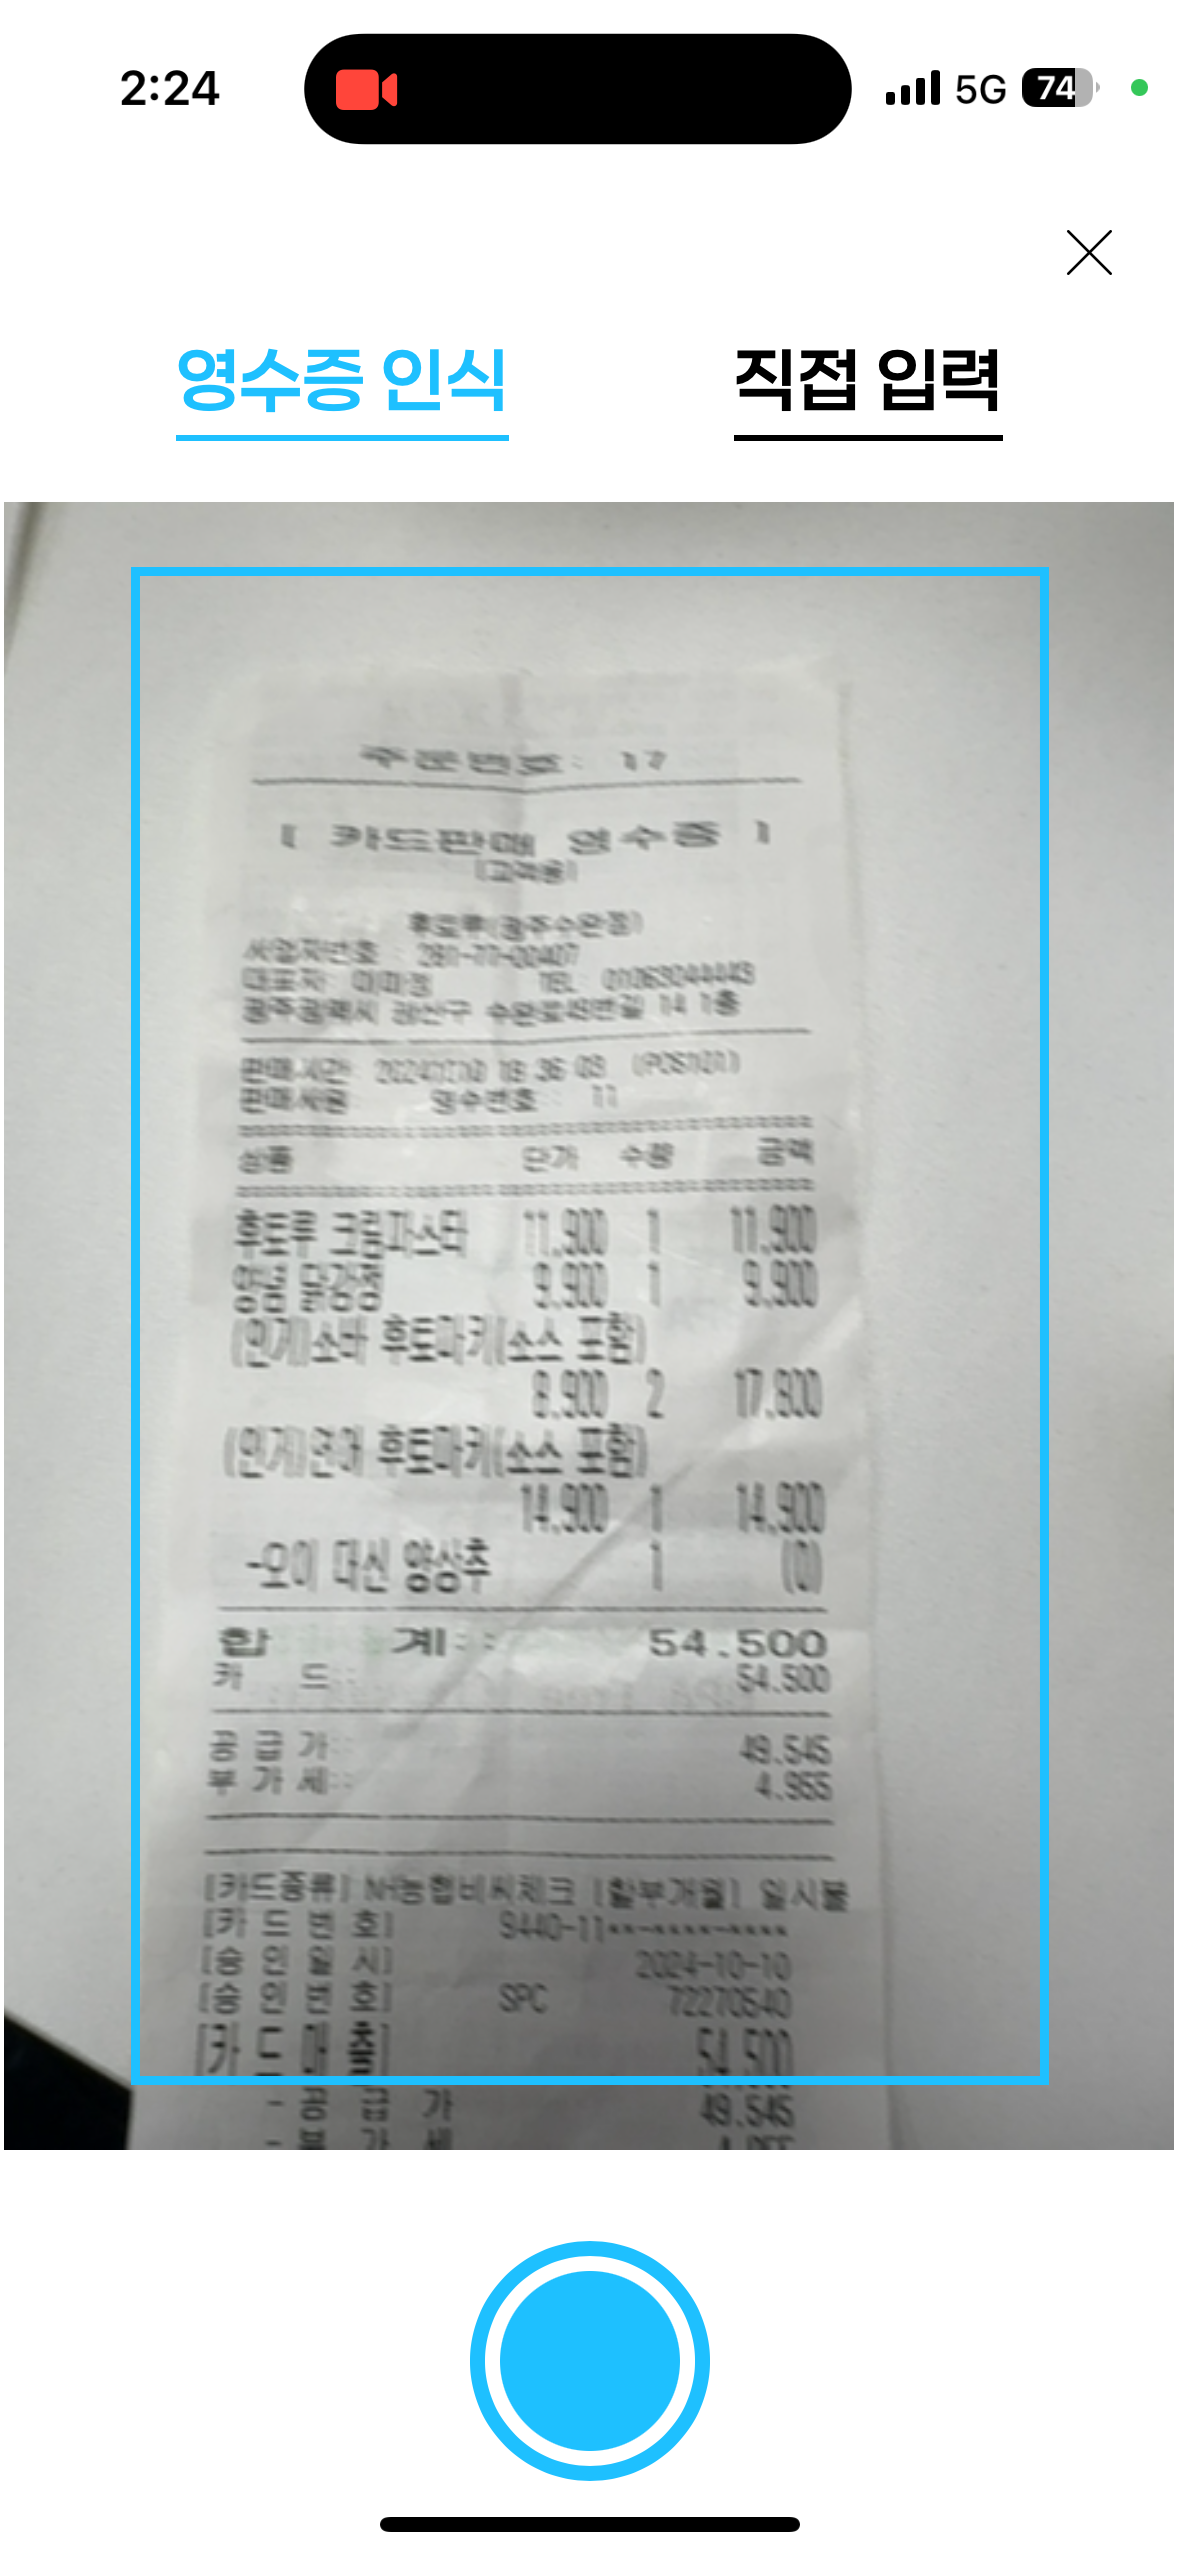 2:24 5G 74
영수증 인식 직접 입력
주문번호: 17
[ 카드판매 영수증 ]
(고객용)
후토루(광주수완점)
사업자번호 : 281-77-00407
대표자 : TEL : 01063044443
광주광역시 광산구 14 1층
판매시간: 20241010 18:36:03 (POS101)
판매사원: 영수번호: 11
상품 단가 수량 금액
후토루 크림파스타 11,900 1 11,900
양념 닭강정 9,900 1 9,900
(인기)소타 후토마키(소스 포함)
8,900 2 17,800
(인기)연어 후토마키(소스 포함)
14,900 1 14,900
-오이 대신 양상추 1 (0)
합 계:: 54.500
카 드:: 54.500
공 급 가:: 49.545
부 가 세:: 4.955
[카드종류] NH농협비씨체크 [할부개월] 일시불
[카 드 번 호] 9440-11**-****-****
[승 인 일 시] 2024-10-10
[승 인 번 호] SPC 72270540
[카 드 매 출] 54.500
- 공 급 가 49.545
- 부 가 세 4.955